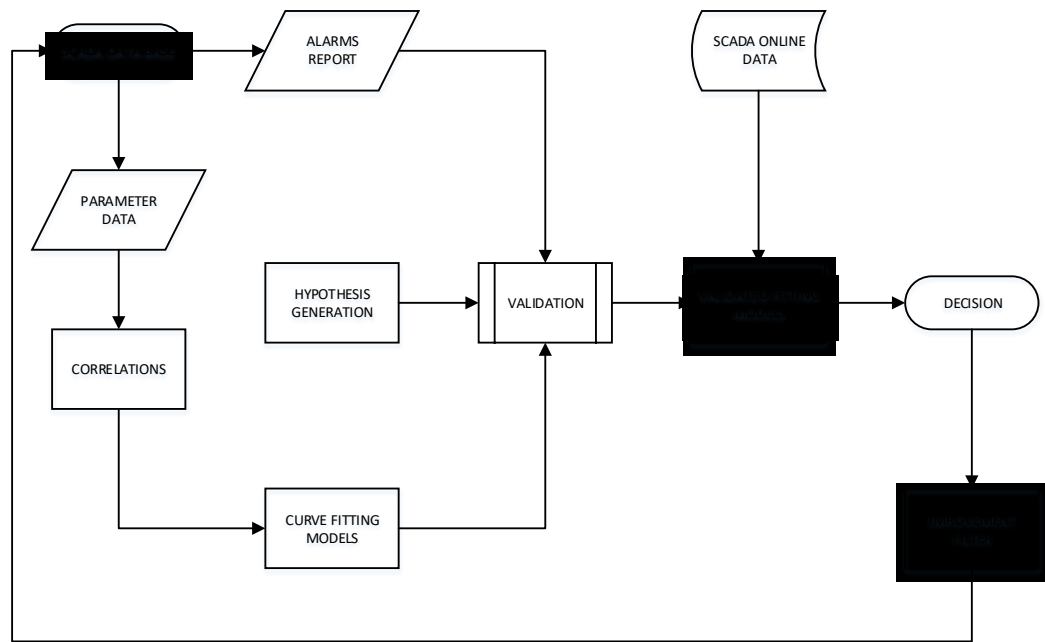 ALARMS
REPORT
SCADA ONLINE
DATA
PARAMETER
DATA
HYPOTHESIS
GENERATION
VALIDATION
DECISION
CORRELATIONS
CURVE FITTING
MODELS